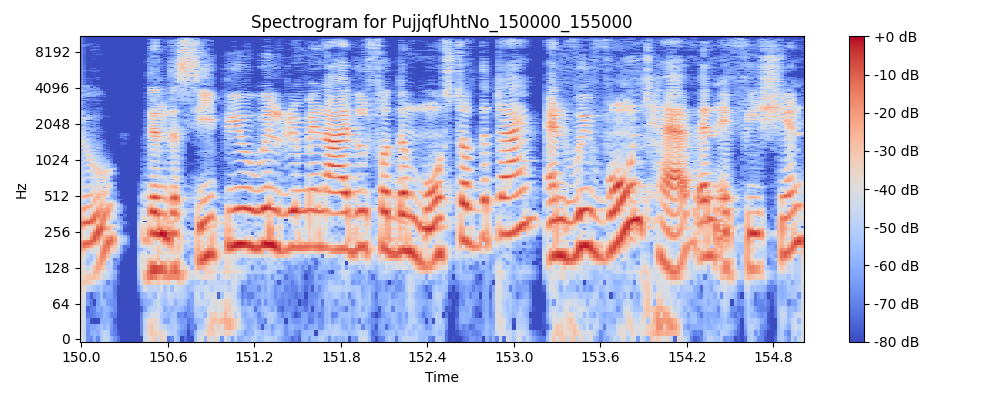 Spectrogram for PujjqfUhtNo_150000_155000
8192
4096
2048
1024
512
256
128
64
0
Hz
150.0 150.6 151.2 151.8 152.4 153.0 153.6 154.2 154.8
Time
+0 dB
-10 dB
-20 dB
-30 dB
-40 dB
-50 dB
-60 dB
-70 dB
-80 dB